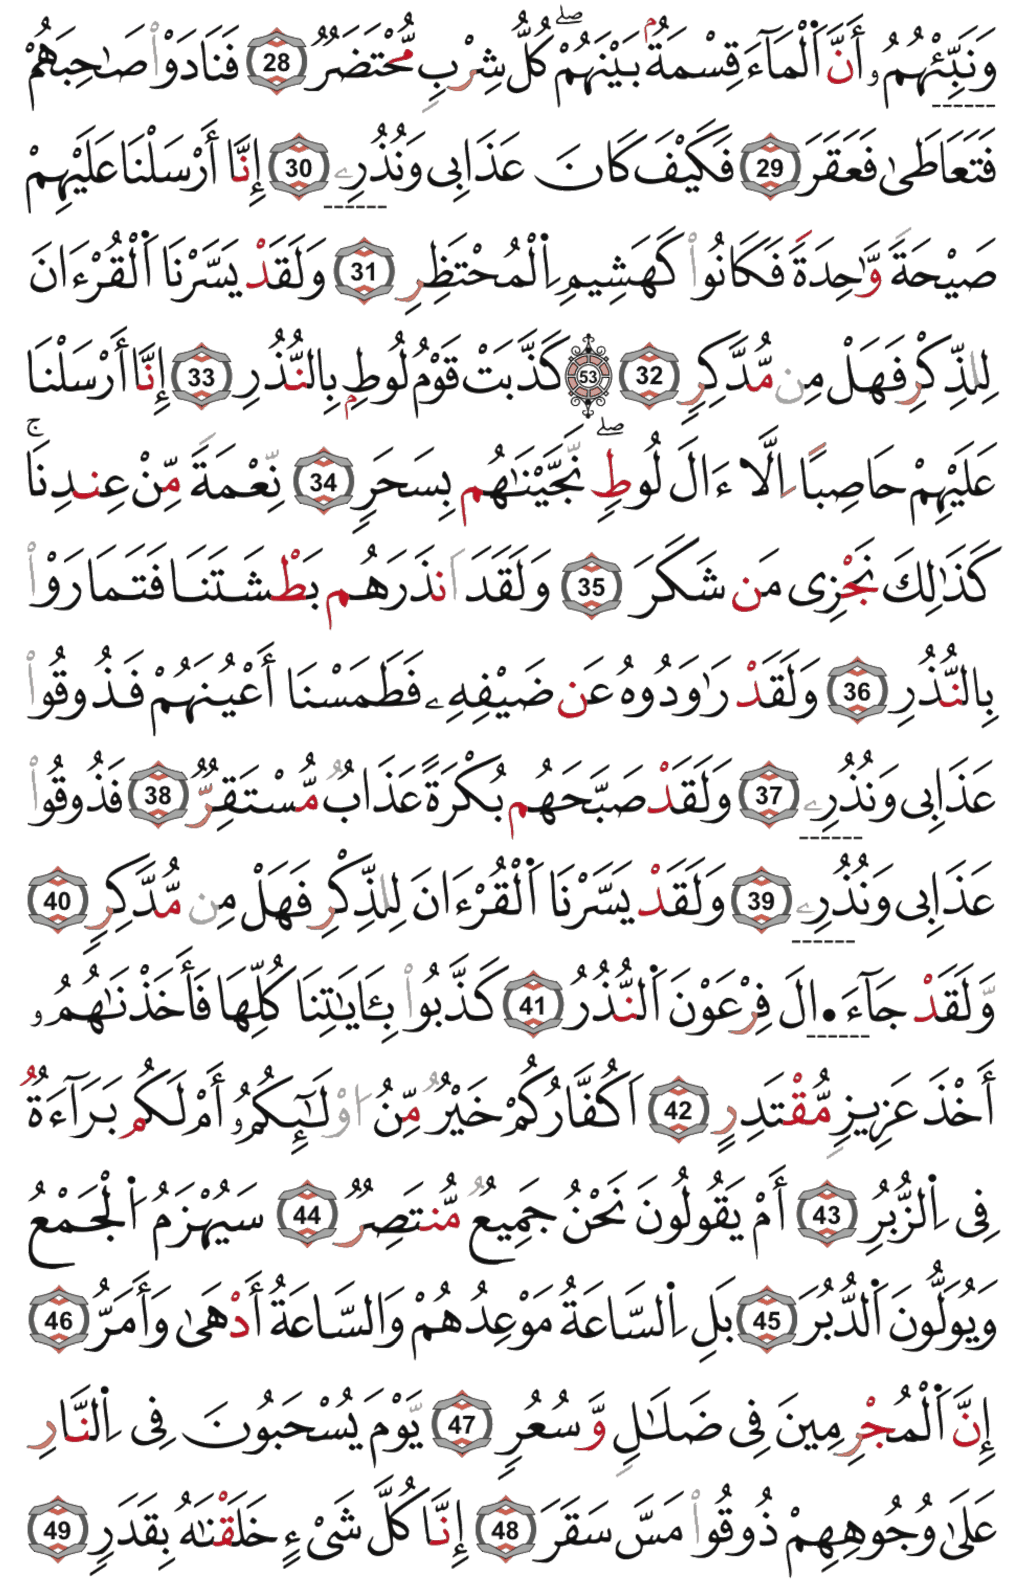 وَنَبِّئْهُمُۥ أَنَّ ٱلْمَآءَ قِسْمَةُۢ بَيْنَهُمْ ۖ كُلُّ شِرْبٍ مُّحْتَضَرٌ 28 فَنَادَوْا۟ صَـٰحِبَهُمْ
فَتَعَاطَىٰ فَعَقَرَ 29 فَكَيْفَ كَانَ عَذَابِى وَنُذُرِۦ 30 إِنَّا أَرْسَلْنَا عَلَيْهِمْ
صَيْحَةً وَٰحِدَةً فَكَانُوا۟ كَهَشِيمِ ٱلْمُحْتَظِرِ 31 وَلَقَدْ يَسَّرْنَا ٱلْقُرْءَانَ
لِلذِّكْرِ فَهَلْ مِن مُّدَّكِرٍ 32 53 كَذَّبَتْ قَوْمُ لُوطِۭ بِالنُّذُرِ 33 إِنَّا أَرْسَلْنَا
عَلَيْهِمْ حَاصِبًا اِلَّا ءَالَ لُوطٍ ۖ نَّجَّيْنَـٰهُم بِسَحَرٍ 34 نِّعْمَةً مِّنْ عِندِنَا ۚ
كَذَٰلِكَ نَجْزِى مَن شَكَرَ 35 وَلَقَدَ اَنذَرَهُم بَطْشَتَنَا فَتَمَارَوْا۟
بِالنُّذُرِ 36 وَلَقَدْ رَٰوَدُوهُ عَن ضَيْفِهِۦ فَطَمَسْنَا أَعْيُنَهُمْ فَذُوقُوا۟
عَذَابِى وَنُذُرِۦ 37 وَلَقَدْ صَبَّحَهُم بُكْرَةً عَذَابٌ مُّسْتَقِرٌّ 38 فَذُوقُوا۟
عَذَابِى وَنُذُرِۦ 39 وَلَقَدْ يَسَّرْنَا ٱلْقُرْءَانَ لِلذِّكْرِ فَهَلْ مِن مُّدَّكِرٍ 40
وَّلَقَدْ جَآءَ •الَ فِرْعَوْنَ ٱلنُّذُرُ 41 كَذَّبُوا۟ بِـَٔايَـٰتِنَا كُلِّهَا فَأَخَذْنَـٰهُمُۥ
أَخْذَ عَزِيزٍ مُّقْتَدِرٍ 42 اَكُفَّارُكُمْ خَيْرٌ مِّنُ اوْلَـٰٓئِكُمُۥ أَمْ لَكُم بَرَآءَةٌ
فِى ٱلزُّبُرِ 43 أَمْ يَقُولُونَ نَحْنُ جَمِيعٌ مُّنتَصِرٌ 44 سَيُهْزَمُ ٱلْجَمْعُ
وَيُوَلُّونَ ٱلدُّبُرَ 45 بَلِ ٱلسَّاعَةُ مَوْعِدُهُمْ وَالسَّاعَةُ أَدْهَىٰ وَأَمَرُّ 46
إِنَّ ٱلْمُجْرِمِينَ فِى ضَلَـٰلٍ وَّسُعُرٍ 47 يَّوْمَ يُسْحَبُونَ فِى ٱلنَّارِ
عَلَىٰ وُجُوهِهِمْ ذُوقُوا۟ مَسَّ سَقَرَ 48 إِنَّا كُلَّ شَىْءٍ خَلَقْنَـٰهُ بِقَدَرٍ 49